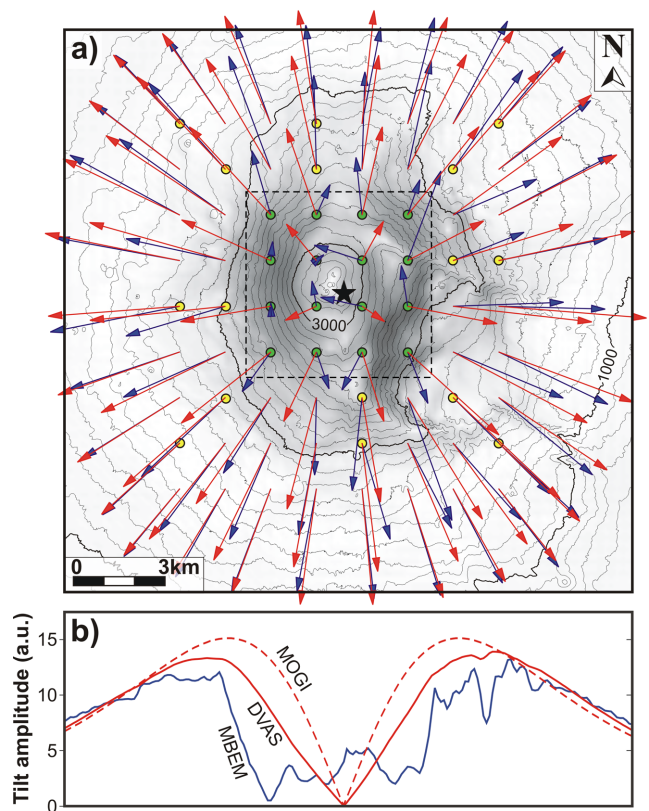 a)
N
3000
1000
0 3km
b)
Tilt amplitude (a.u.)
15
10
5
0
MOGI
DVAS
MBEM